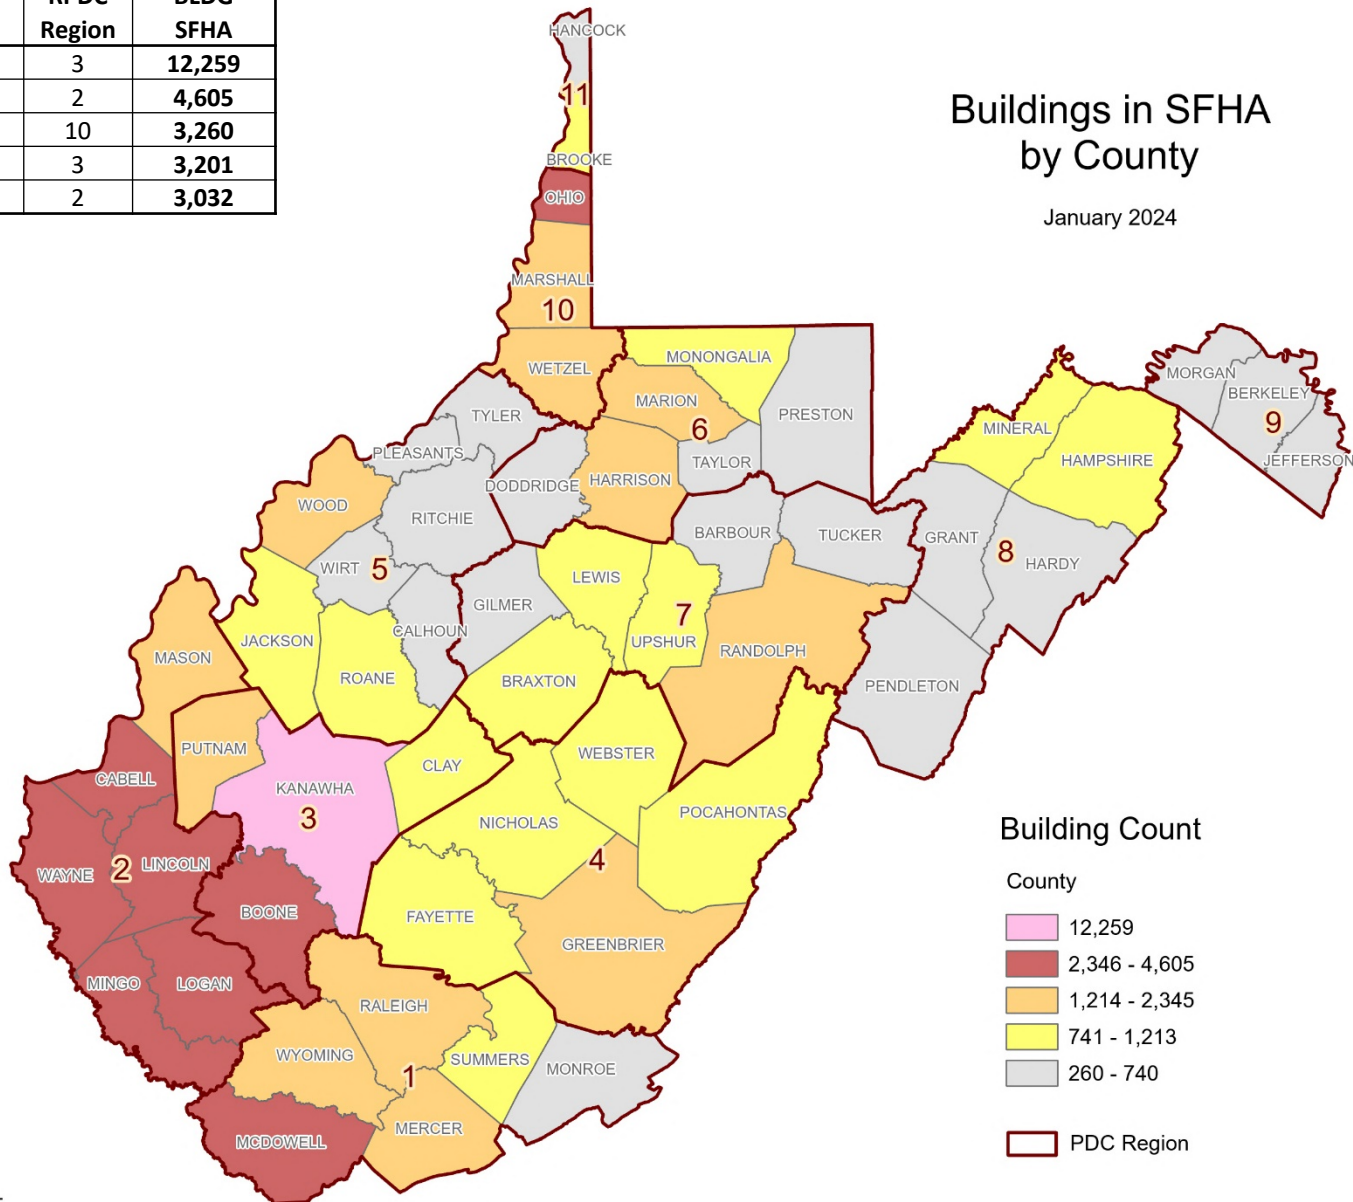 RPDC BLDG
Region SFHA
3 12,259
2 4,605
10 3,260
3 3,201
2 3,032
Buildings in SFHA
by County
January 2024
HANCOCK
11
BROOKE
OHIO
MARSHALL
10
WETZEL
MONONGALIA
MARION
6
PRESTON
TYLER
PLEASANTS
TAYLOR
HARRISON
DODDRIDGE
WOOD
RITCHIE
MORGAN
BERKELEY
9
JEFFERSON
MINERAL
HAMPSHIRE
BARBOUR
TUCKER
GRANT
8
HARDY
WIRT
5
LEWIS
GILMER
CALHOUN
7
UPSHUR
JACKSON
RANDOLPH
MASON
ROANE
BRAXTON
PENDLETON
PUTNAM
WEBSTER
CLAY
CABELL
KANAWHA
3
NICHOLAS
POCAHONTAS
WAYNE
2
LINCOLN
4
BOONE
FAYETTE
GREENBRIER
MINGO
LOGAN
RALEIGH
WYOMING
SUMMERS
MONROE
1
MERCER
MCDOWELL
Building Count
County
12,259
2,346 - 4,605
1,214 - 2,345
741 - 1,213
260 - 740
PDC Region